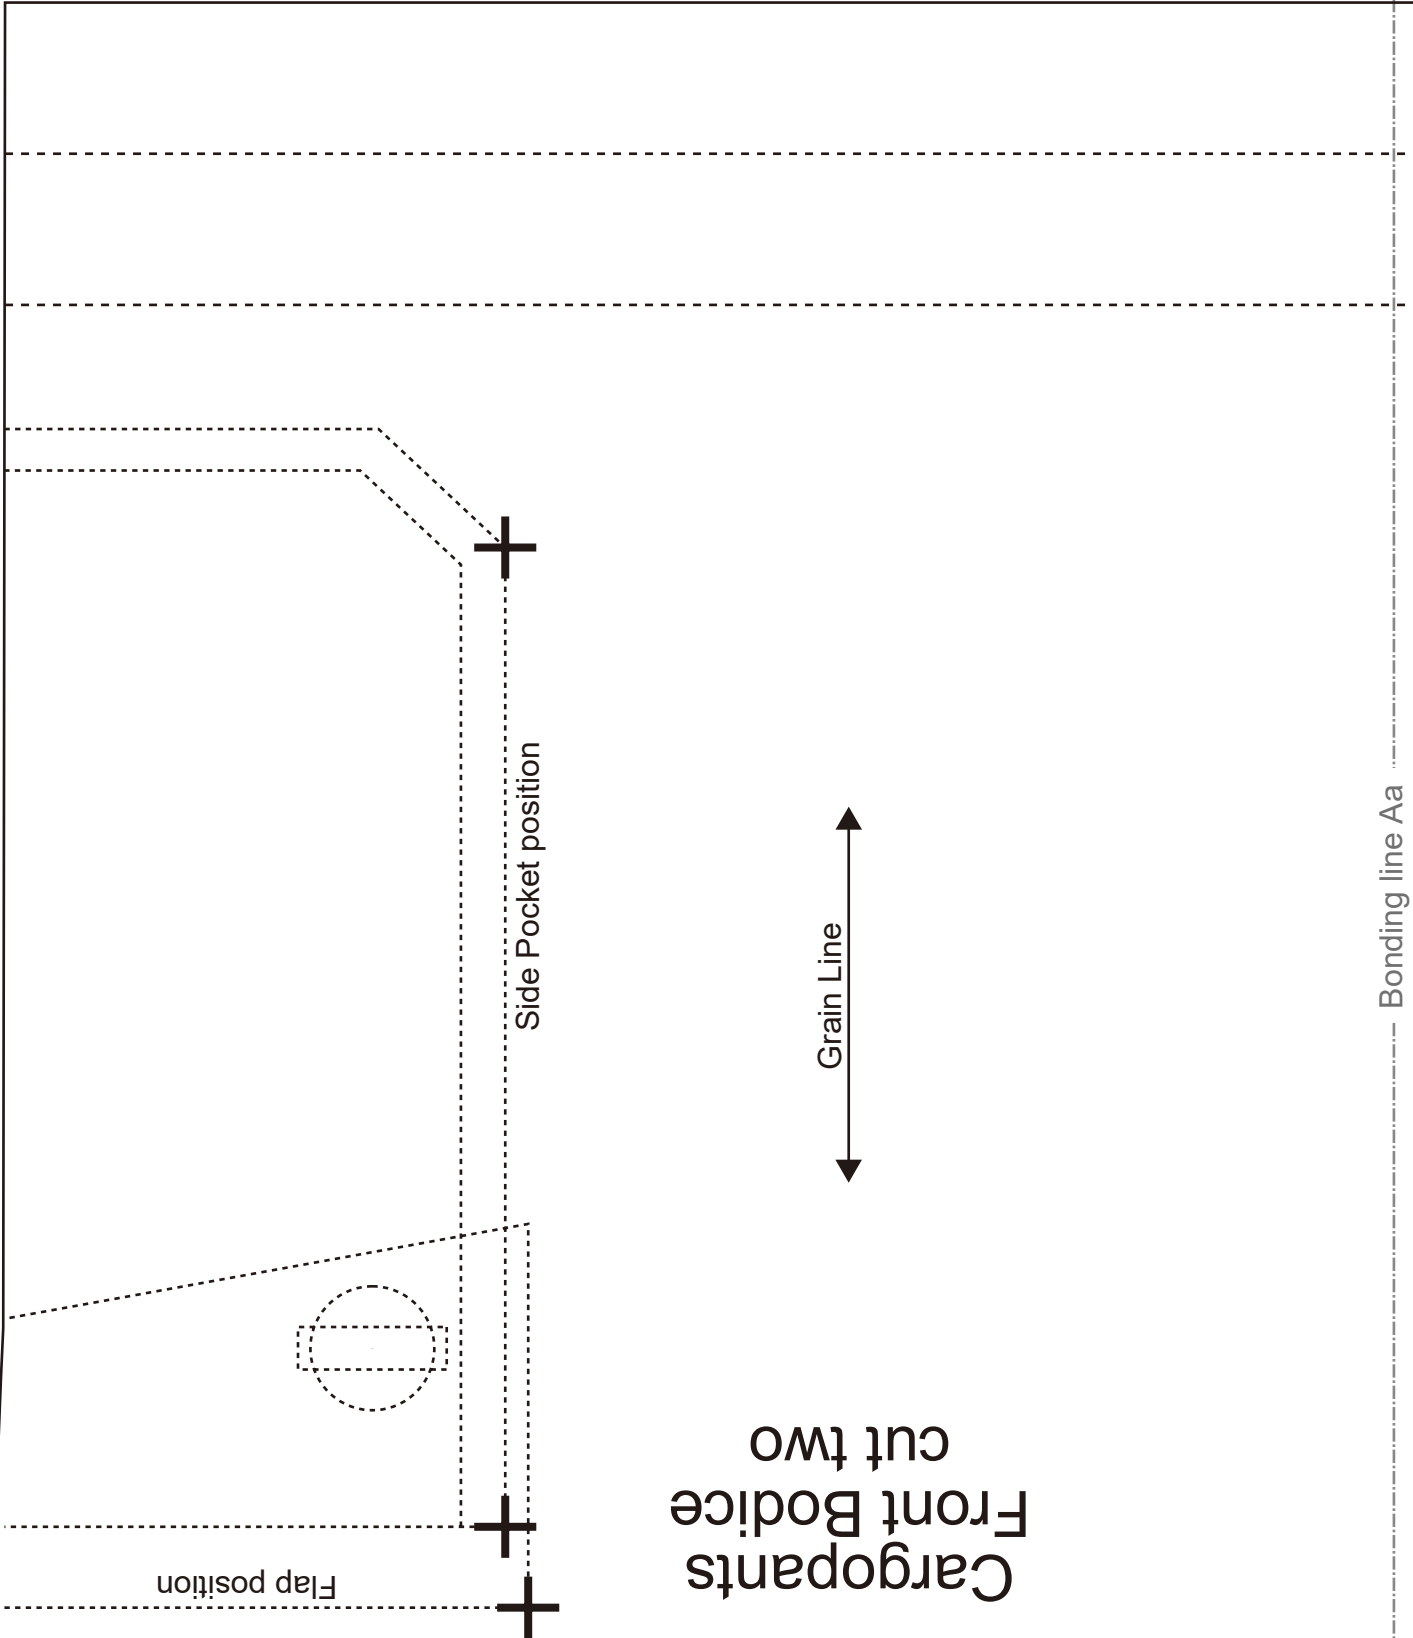 Cargopants
Front Bodice
cut two
Flap position
Side Pocket position
Grain Line
Bonding line Aa